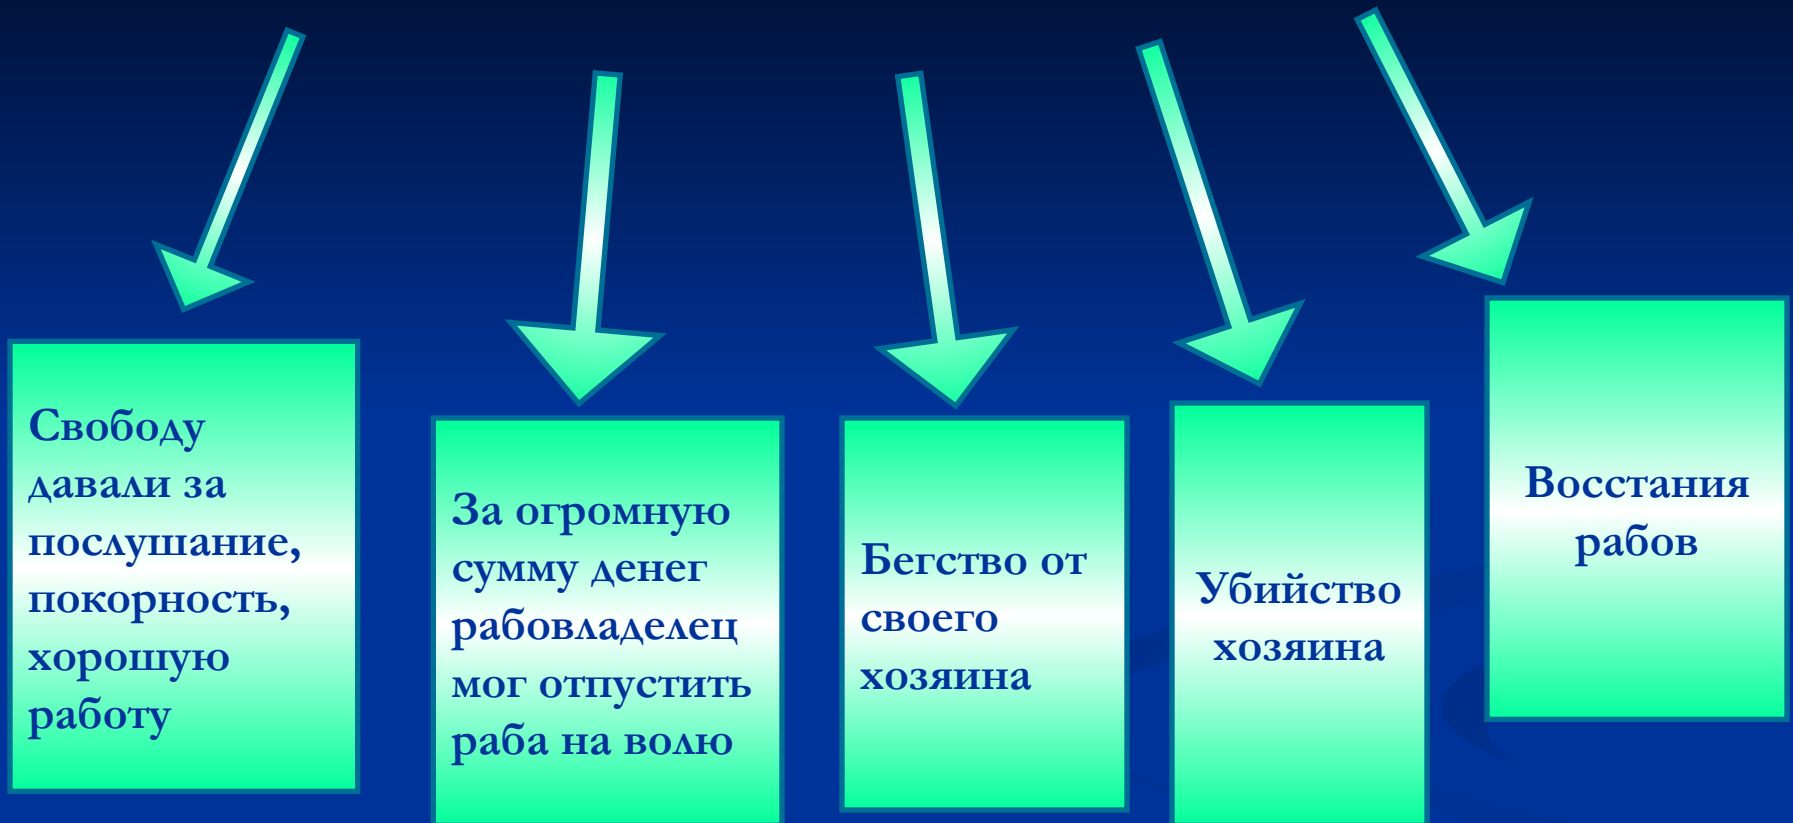 Свободу
давали за
послушание,
покорность,
хорошую
работу
За огромную
сумму денег
рабовладелец
мог отпустить
раба на волю
Бегство от
своего
хозяина
Убийство
хозяина
Восстания
рабов